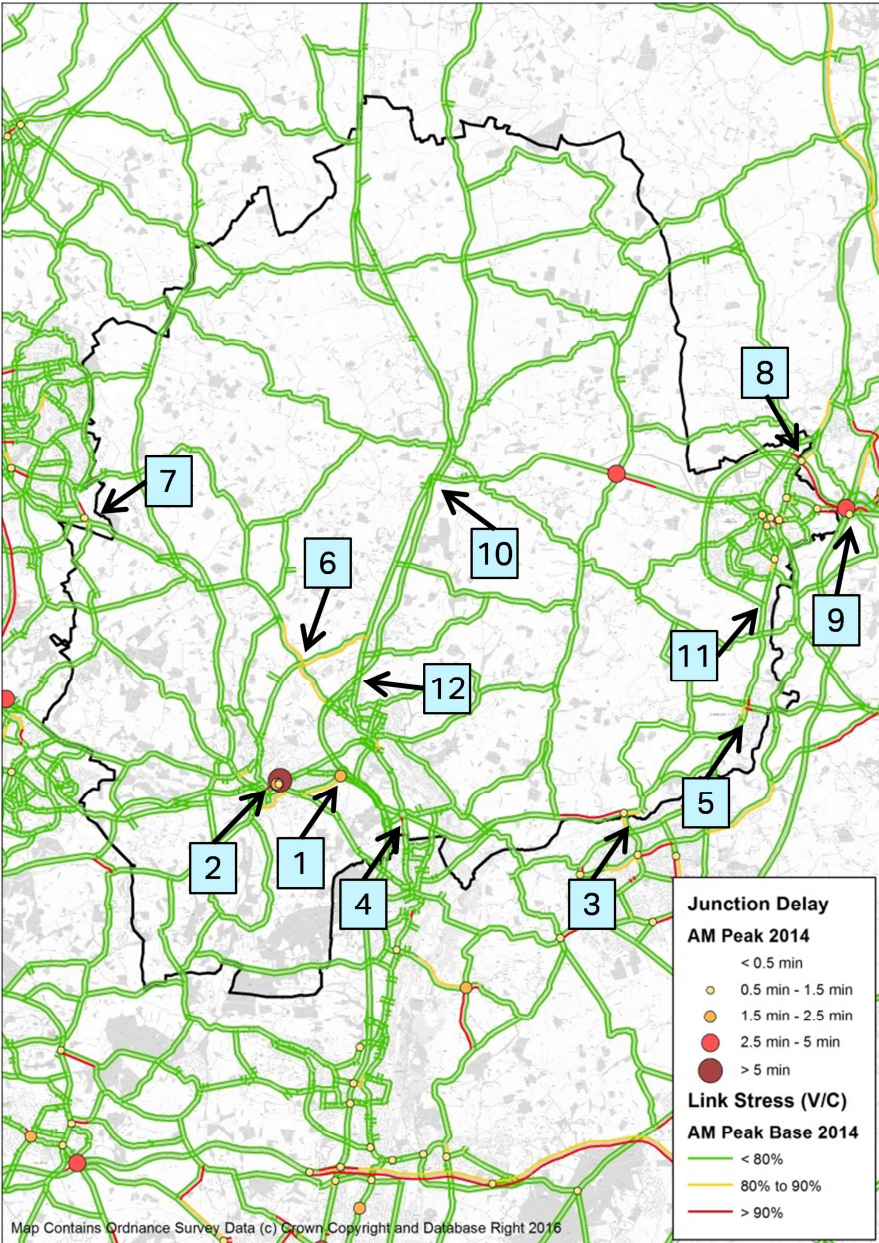 8
7
10
6
9
11
12
5
2
1
4
3
Junction Delay
AM Peak 2014
< 0.5 min
0.5 min - 1.5 min
1.5 min - 2.5 min
2.5 min - 5 min
> 5 min
Link Stress (V/C)
AM Peak Base 2014
< 80%
80% to 90%
> 90%
Map Contains Ordnance Survey Data (c) Crown Copyright and Database Right 2016